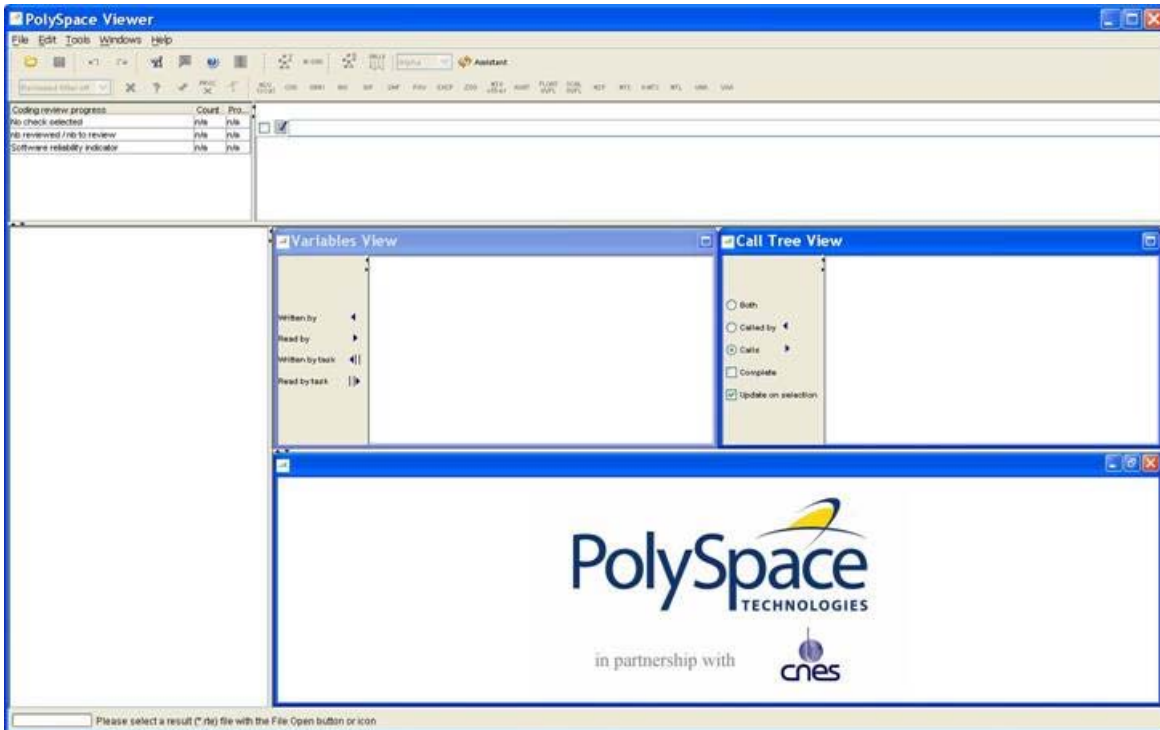 PolySpace Viewer
File Edit Tools Windows Help
Alpha Assistant
Coding review progress Count Pro...
No check selected n/a n/a
nb reviewed / nb to review n/a n/a
Software reliability indicator n/a n/a
Variables View
Written by
Read by
Written by task
Read by task
Call Tree View
Both
Called by
Calls
Complete
Update on selection
PolySpace
TECHNOLOGIES
in partnership with
cnes
Please select a result (*.rte) file with the File Open button or icon